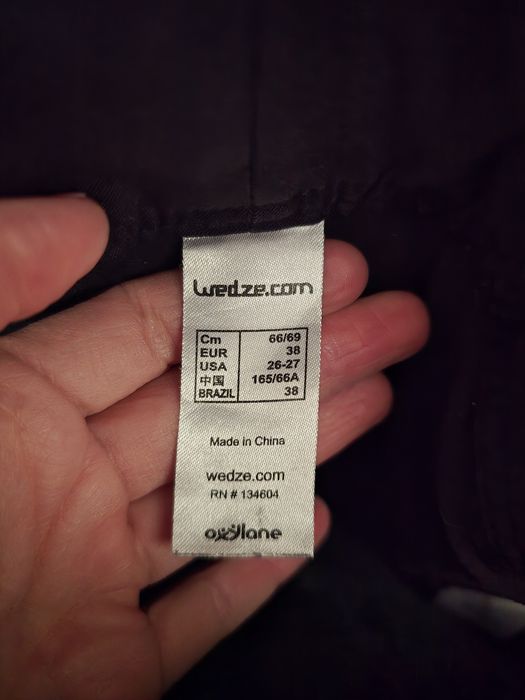 wedze.com
Cm 66/69
EUR 38
USA 26-27
中国 165/66A
BRAZIL 38
Made in China
wedze.com
RN # 134604
oxylane